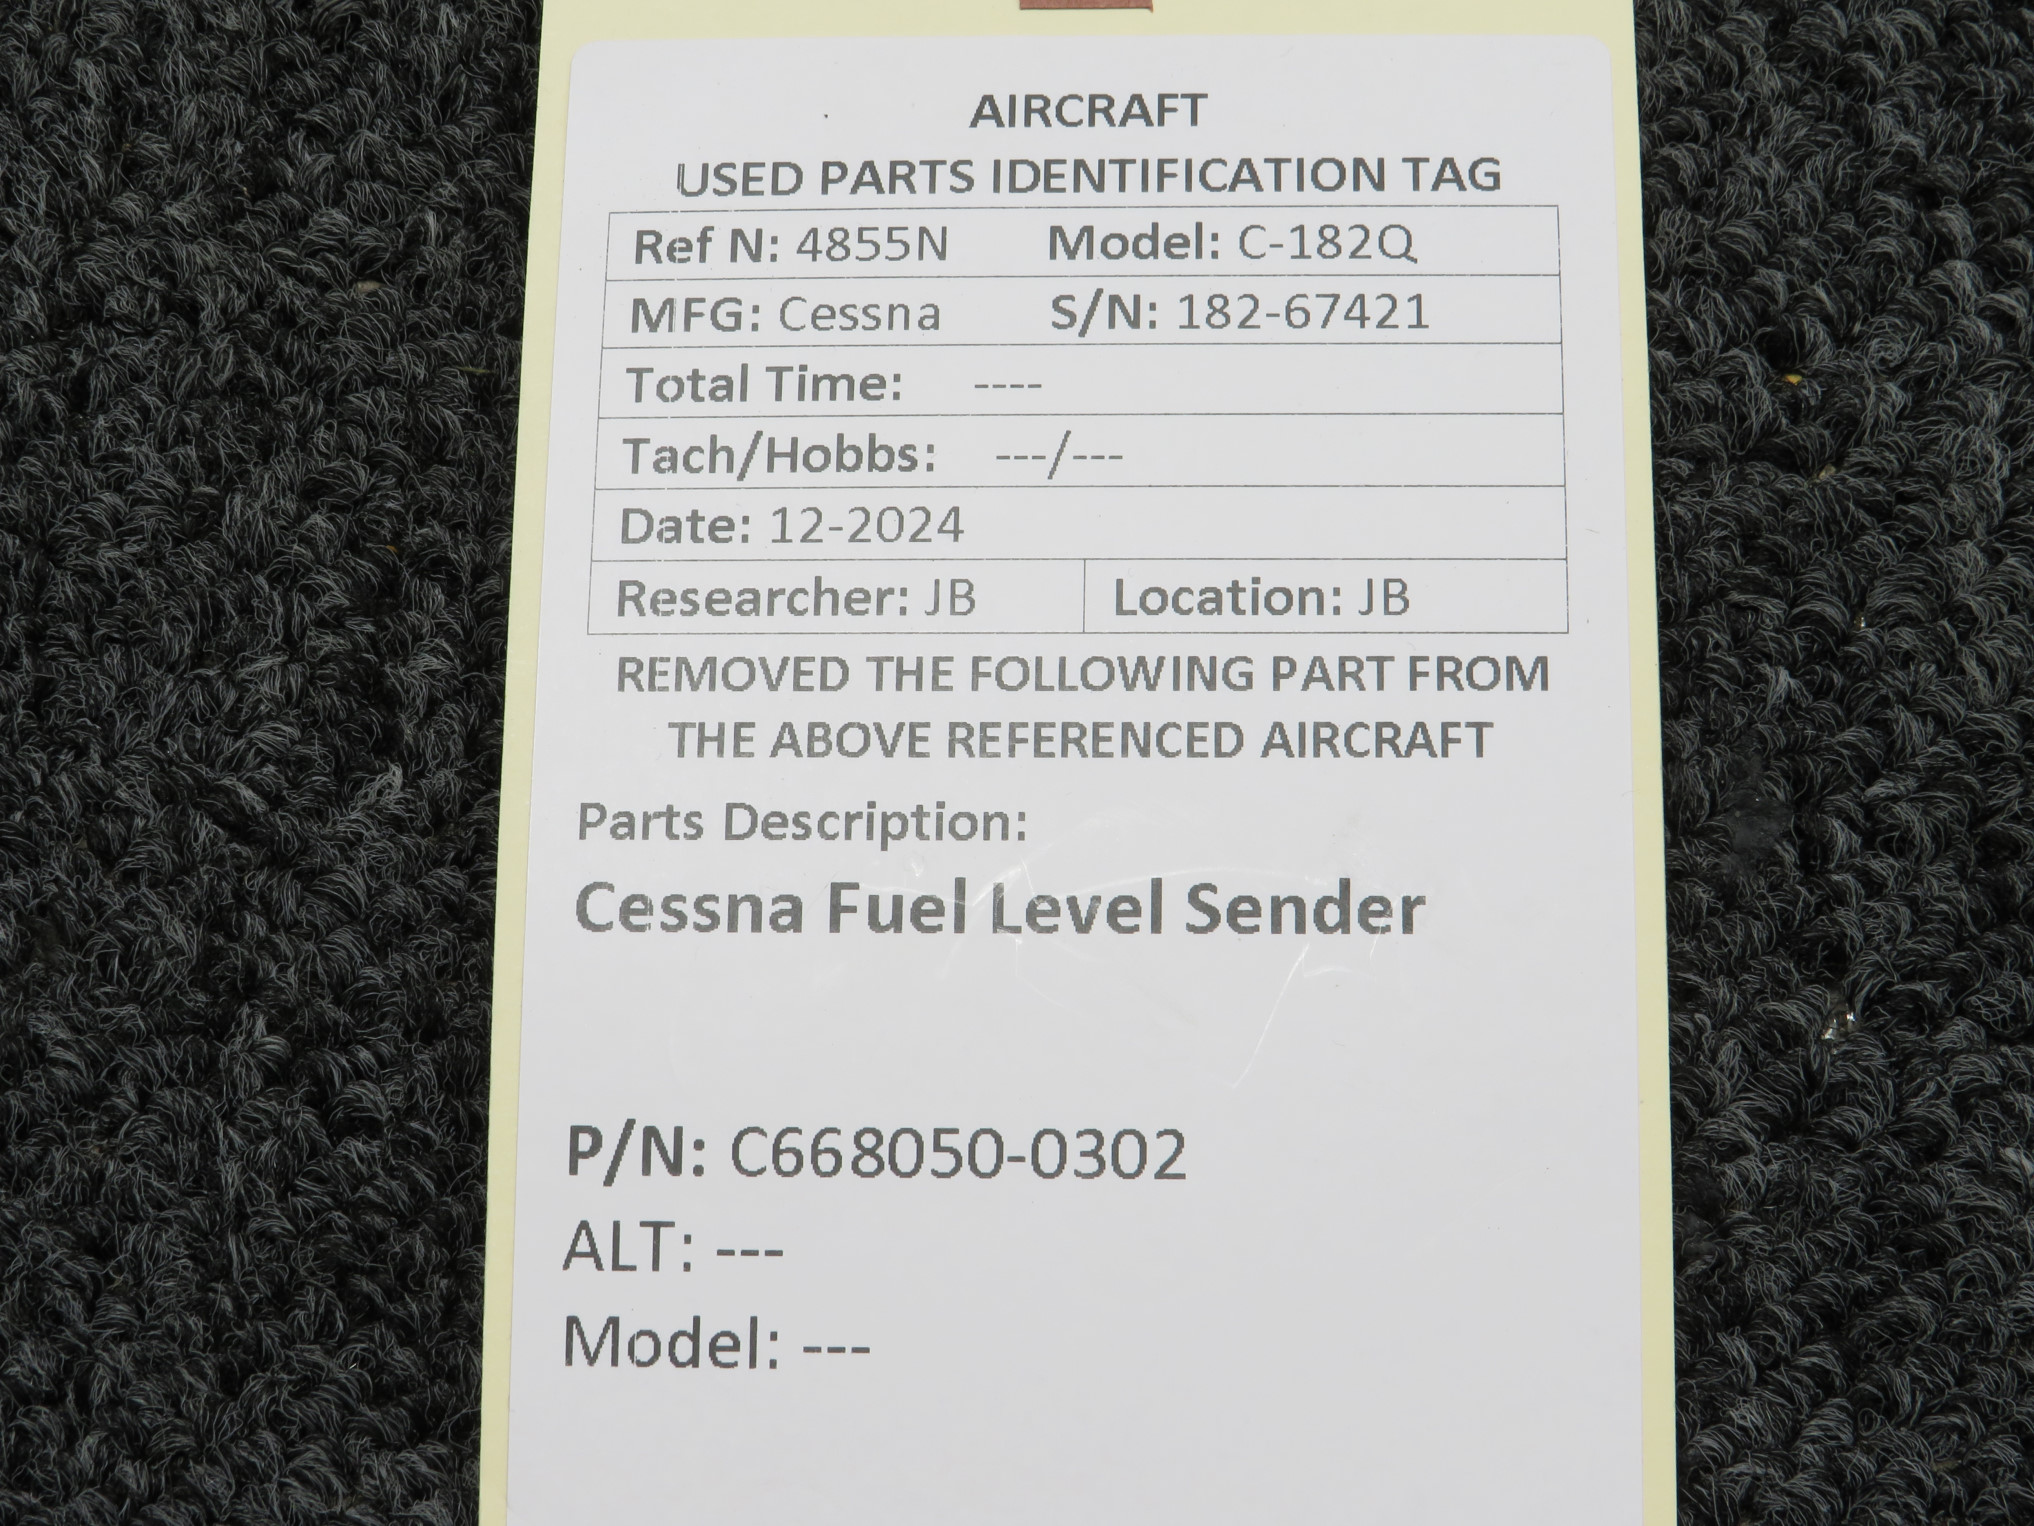 AIRCRAFT
USED PARTS IDENTIFICATION TAG
Ref N: 4855N Model: C-182Q
MFG: Cessna S/N: 182-67421
Total Time: ----
Tach/Hobbs: ---/---
Date: 12-2024
Researcher: JB Location: JB
REMOVED THE FOLLOWING PART FROM
THE ABOVE REFERENCED AIRCRAFT
Parts Description:
Cessna Fuel Level Sender
P/N: C668050-0302
ALT: ---
Model: ---